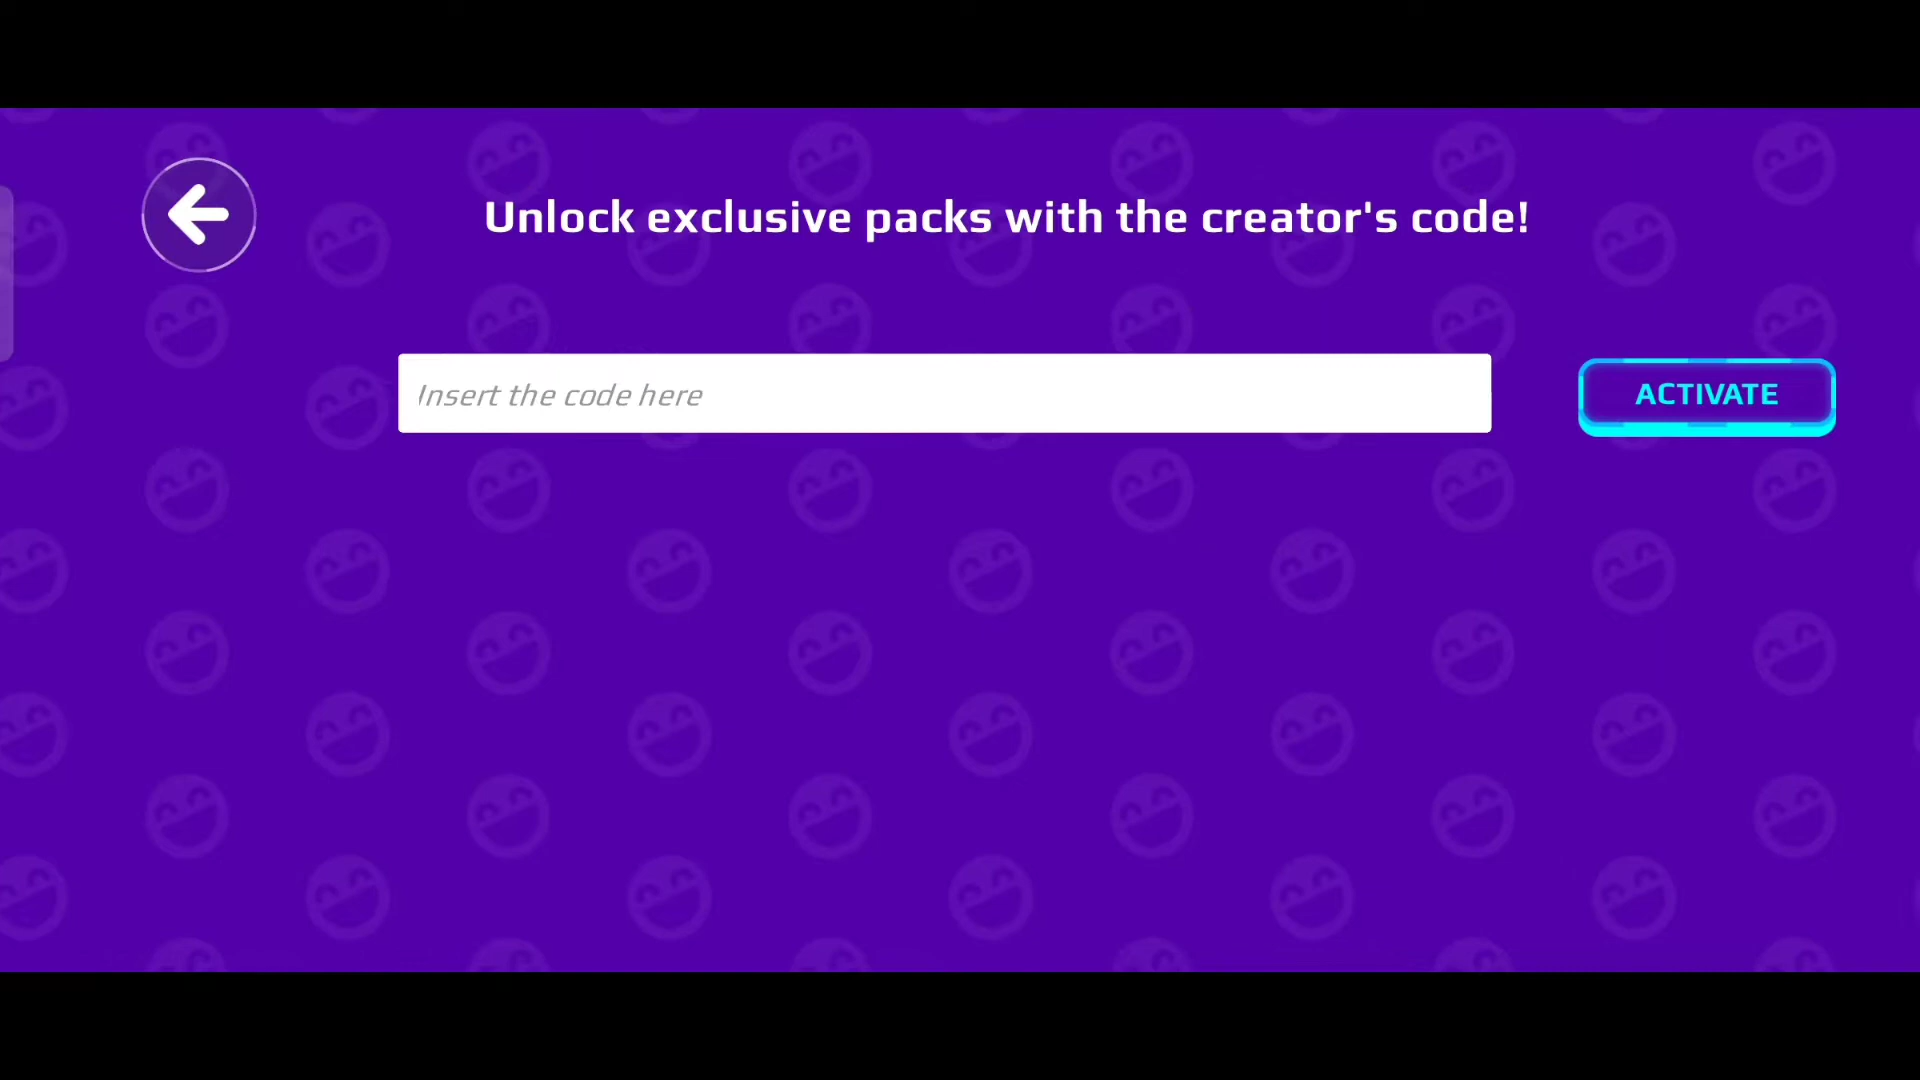 Unlock exclusive packs with the creator's code!
Insert the code here
ACTIVATE